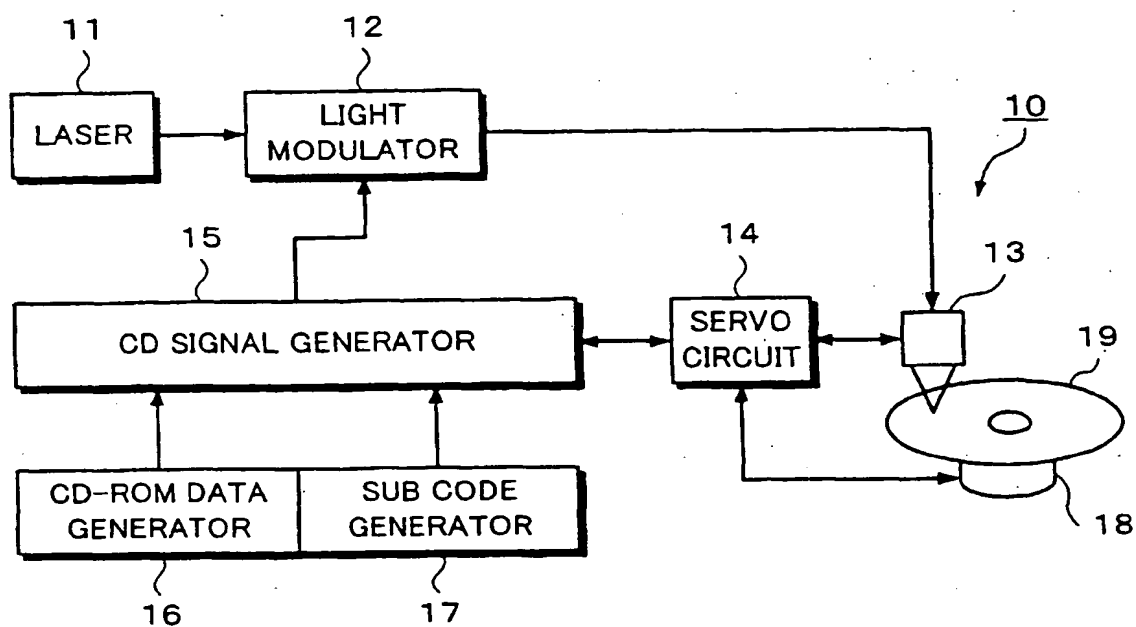 11
12
LASER
LIGHT
MODULATOR
10
15
14
13
CD SIGNAL GENERATOR
SERVO
CIRCUIT
19
CD-ROM DATA
GENERATOR
SUB CODE
GENERATOR
18
16
17